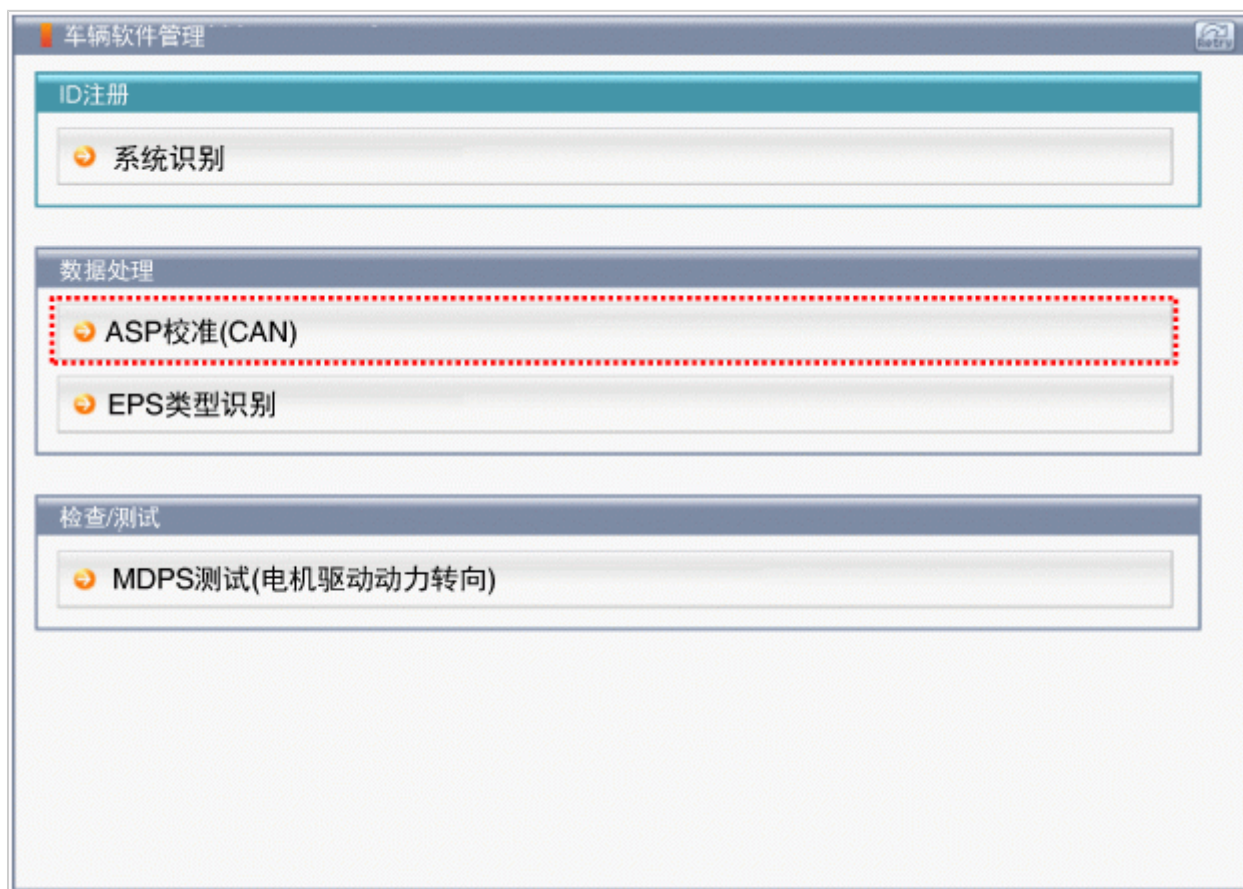 车辆软件管理
Retry
ID注册
系统识别
数据处理
ASP校准(CAN)
EPS类型识别
检查/测试
MDPS测试(电机驱动动力转向)